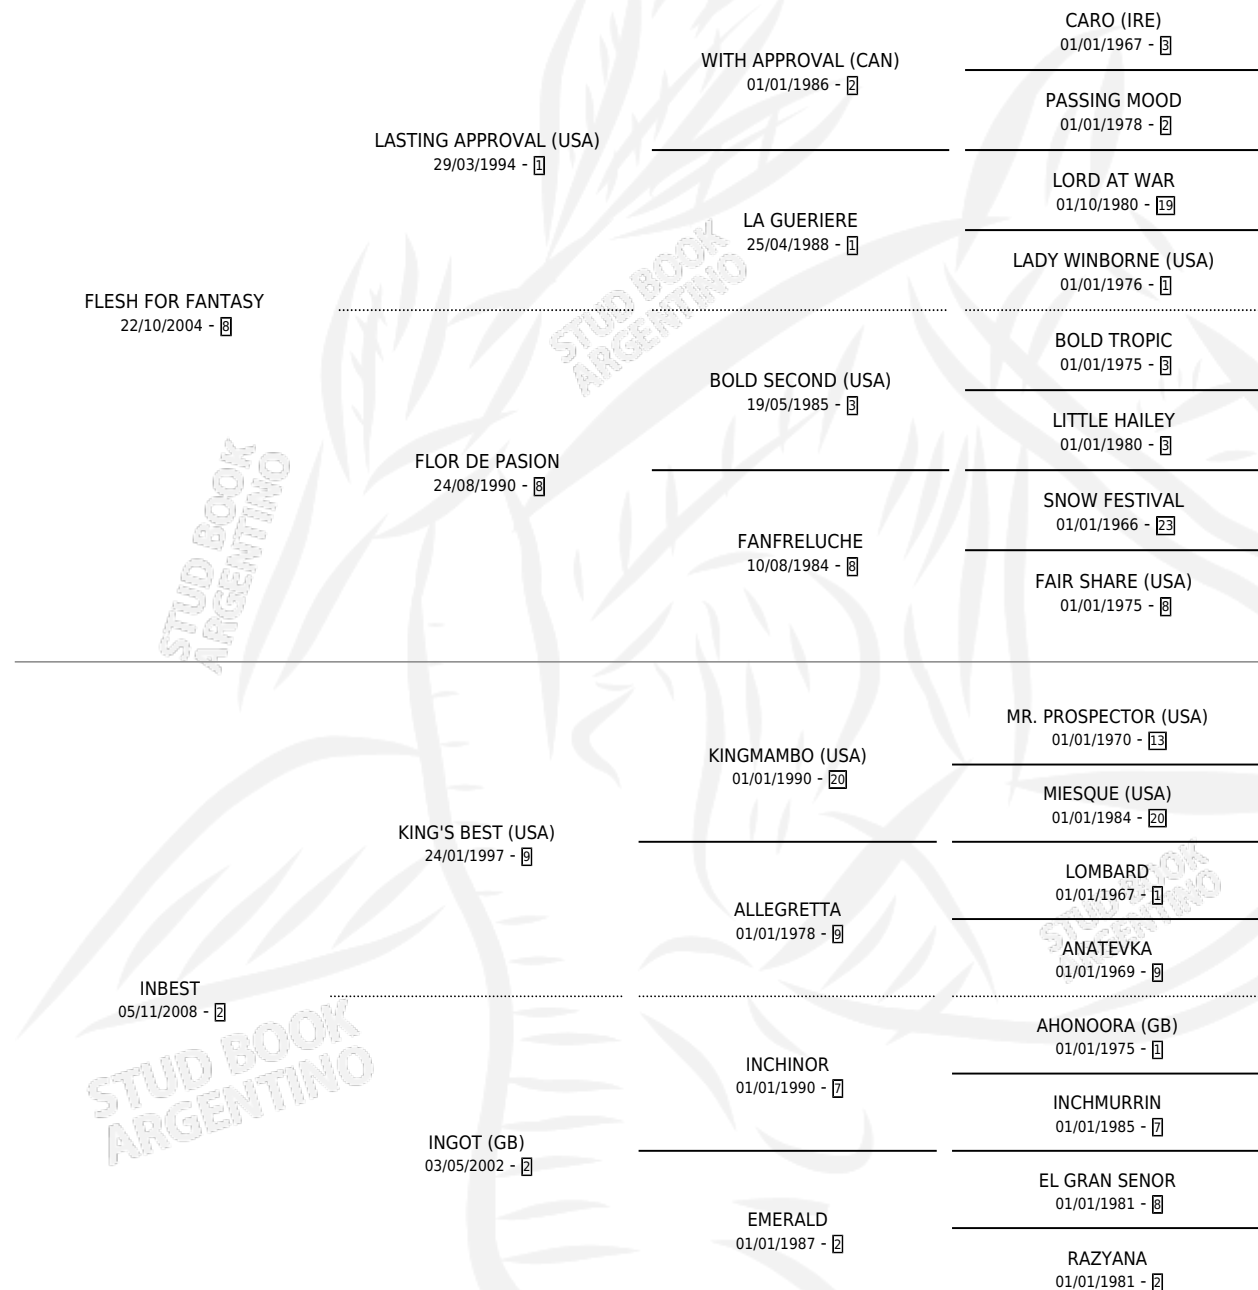 CARO (IRE)
01/01/1967 - 3
WITH APPROVAL (CAN)
01/01/1986 - 2
PASSING MOOD
01/01/1978 - 2
LASTING APPROVAL (USA)
29/03/1994 - 1
LORD AT WAR
01/10/1980 - 19
LA GUERIERE
25/04/1988 - 1
LADY WINBORNE (USA)
01/01/1976 - 1
FLESH FOR FANTASY
22/10/2004 - 8
BOLD TROPIC
01/01/1975 - 3
BOLD SECOND (USA)
19/05/1985 - 3
LITTLE HAILEY
01/01/1980 - 3
FLOR DE PASION
24/08/1990 - 8
SNOW FESTIVAL
01/01/1966 - 23
FANFRELUCHE
10/08/1984 - 8
FAIR SHARE (USA)
01/01/1975 - 8
STUD BOOK
ARGENTINO
STUD BOOK
ARGENTINO
MR. PROSPECTOR (USA)
01/01/1970 - 13
KINGMAMBO (USA)
01/01/1990 - 20
MIESQUE (USA)
01/01/1984 - 20
KING'S BEST (USA)
24/01/1997 - 9
LOMBARD
01/01/1967 - 1
ALLEGRETTA
01/01/1978 - 9
ANATEVKA
01/01/1969 - 9
STUD BOOK
ARGENTINO
INBEST
05/11/2008 - 2
AHONOORA (GB)
01/01/1975 - 1
INCHINOR
01/01/1990 - 7
INCHMURRIN
01/01/1985 - 7
INGOT (GB)
03/05/2002 - 2
EL GRAN SENOR
01/01/1981 - 8
EMERALD
01/01/1987 - 2
RAZYANA
01/01/1981 - 2
STUD BOOK
ARGENTINO